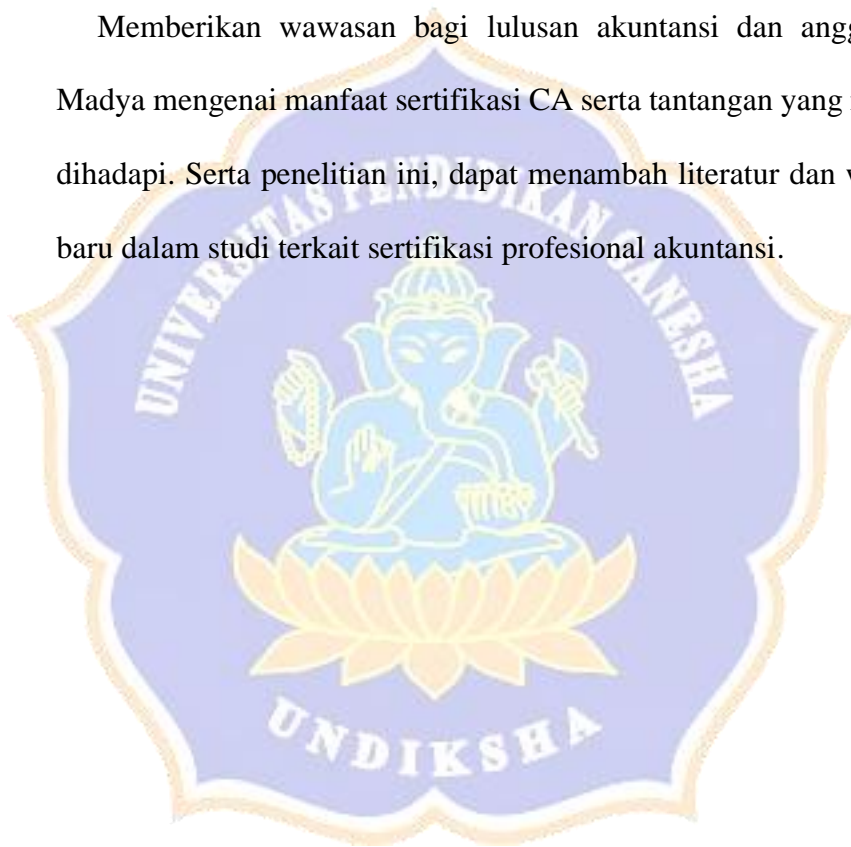 Memberikan wawasan bagi lulusan akuntansi dan
Madya mengenai manfaat sertifikasi CA serta tantangan yang
dihadapi. Serta penelitian ini, dapat menambah literatur dan
baru dalam studi terkait sertifikasi profesional akuntansi.
UNIVERSITAS PENDIDIKAN GANESHA
UNDIKSHA